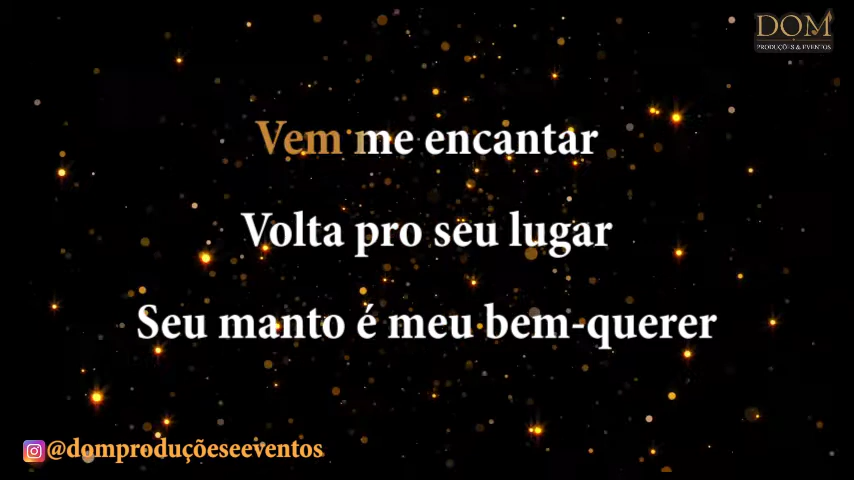 DOM
PRODUÇÕES & EVENTOS
Vem me encantar
Volta pro seu lugar
Seu manto é meu bem-querer
@domproduçõeseeventos